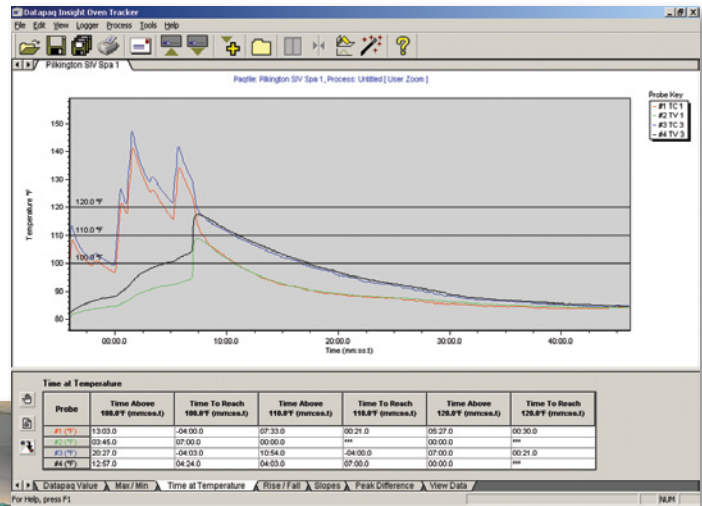 Datapaq Insight Oven Tracker
File Edit View Logger Process Tools Help
Pilkington SIV Spa 1
Paqfile: Pilkington SIV Spa 1, Process: Untitled [ User Zoom ]
Probe Key
#1 TC 1
#2 TV 1
#3 TC 3
#4 TV 3
Temperature °F
150
140
130
120
110
100
90
80
120.0 °F
110.0 °F
100.0 °F
00:00.0 10:00.0 20:00.0 30:00.0 40:00.0
Time (mm:ss.t)
Time at Temperature
Probe Time Above 100.0°F (mm:ss.t) Time To Reach 100.0°F (mm:ss.t) Time Above 110.0°F (mm:ss.t) Time To Reach 110.0°F (mm:ss.t) Time Above 120.0°F (mm:ss.t) Time To Reach 120.0°F (mm:ss.t)
#1 (°F) 13:03.0 -04:00.0 07:33.0 00:21.0 05:27.0 00:30.0
#2 (°F) 03:45.0 07:00.0 00:00.0 *** 00:00.0 ***
#3 (°F) 20:27.0 -04:03.0 10:54.0 -04:00.0 07:00.0 00:21.0
#4 (°F) 12:57.0 04:24.0 04:03.0 07:00.0 00:00.0 ***
Datapaq Value Max / Min Time at Temperature Rise / Fall Slopes Peak Difference View Data
For Help, press F1 NUM